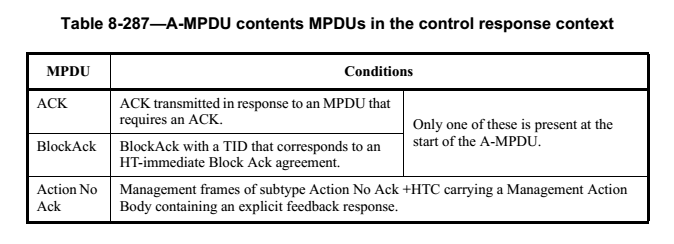 Table 8-287—A-MPDU contents MPDUs in the control response context
MPDU
Conditions
ACK
ACK transmitted in response to an MPDU that
requires an ACK.
Only one of these is present at the
start of the A-MPDU.
BlockAck
BlockAck with a TID that corresponds to an
HT-immediate Block Ack agreement.
Action No
Ack
Management frames of subtype Action No Ack +HTC carrying a Management Action
Body containing an explicit feedback response.